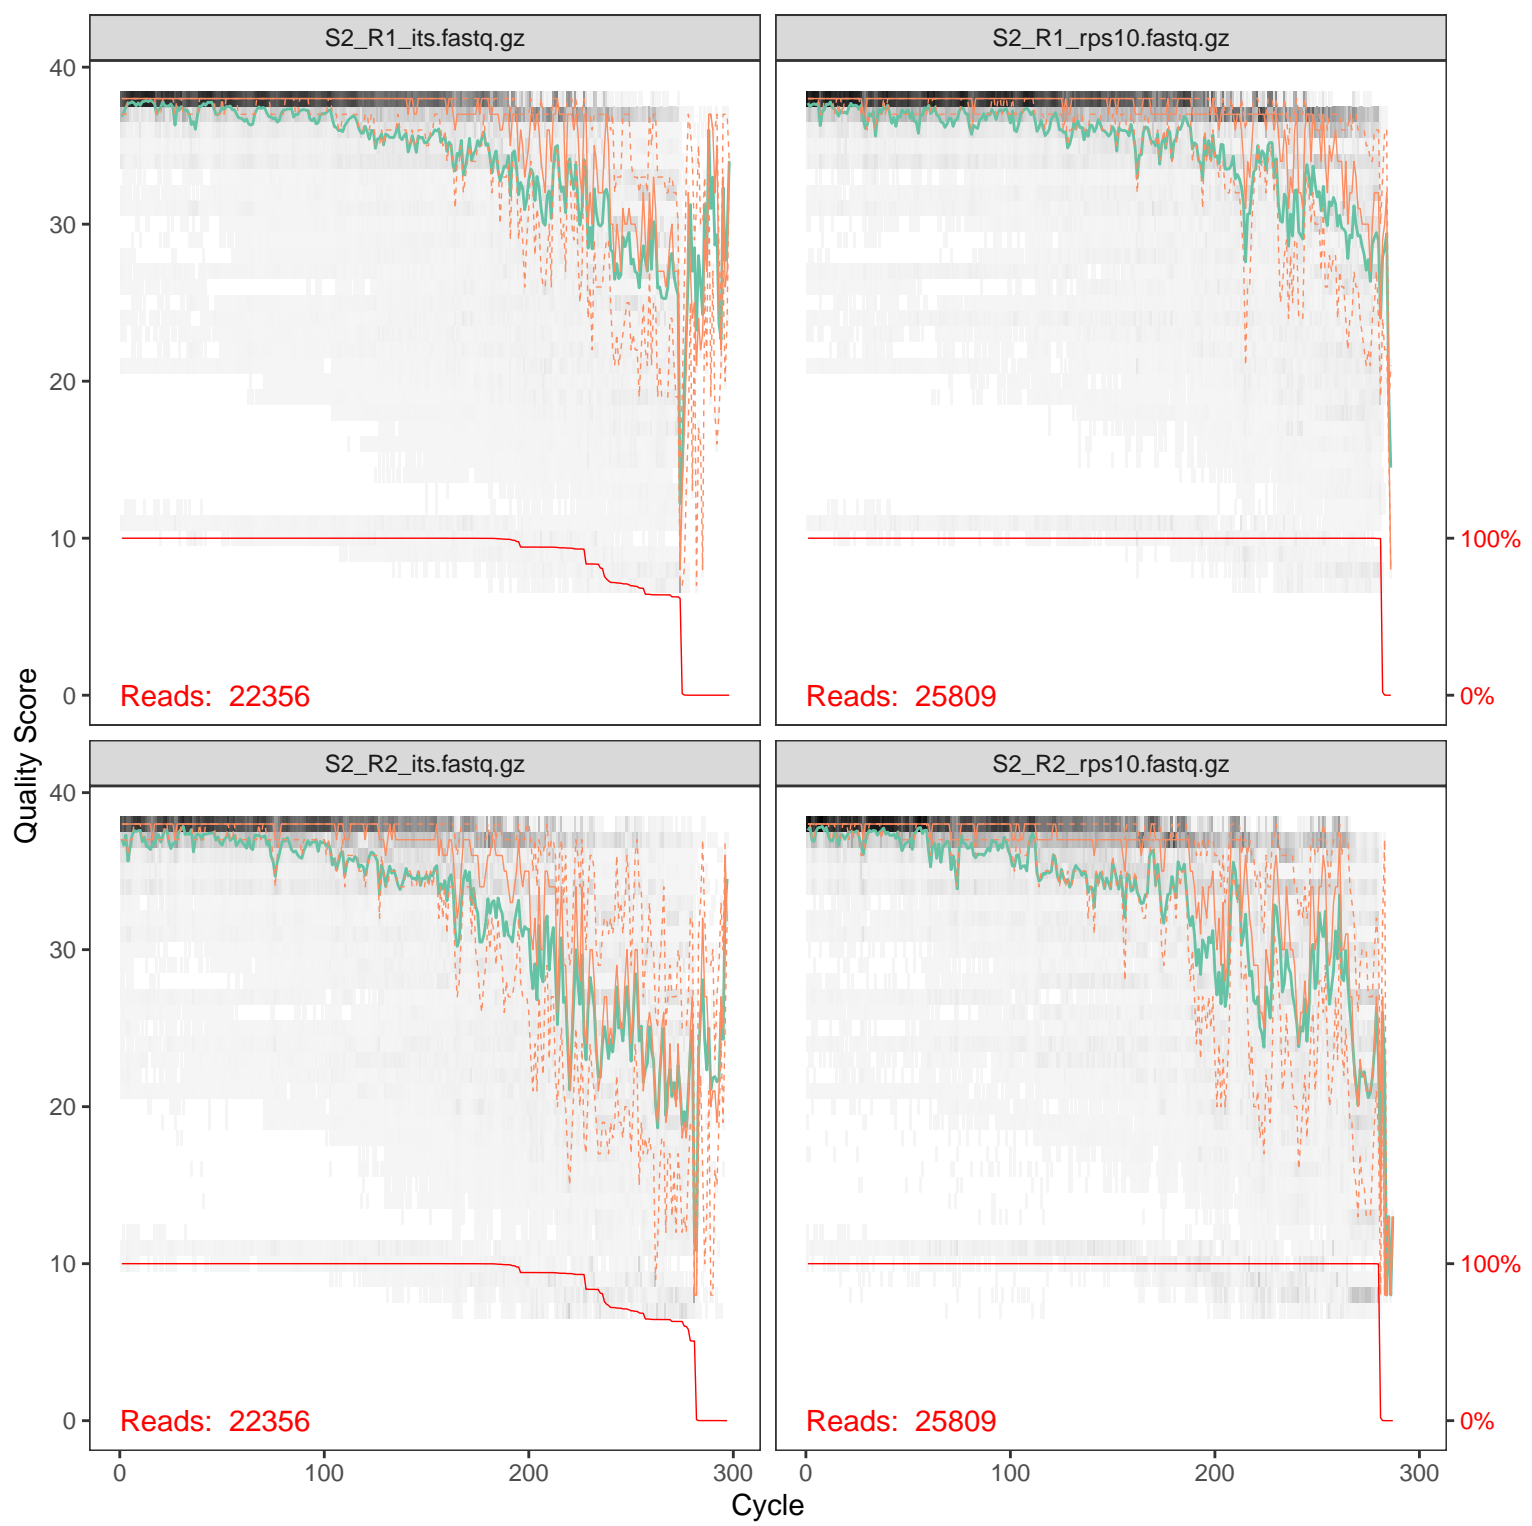 S2_R1_its.fastq.gz
S2_R1_rps10.fastq.gz
40
30
20
10
0
100%
0%
Reads:  22356
Reads:  25809
Quality Score
S2_R2_its.fastq.gz
S2_R2_rps10.fastq.gz
40
30
20
10
0
100%
0%
Reads:  22356
Reads:  25809
0 100 200 300
0 100 200 300
Cycle